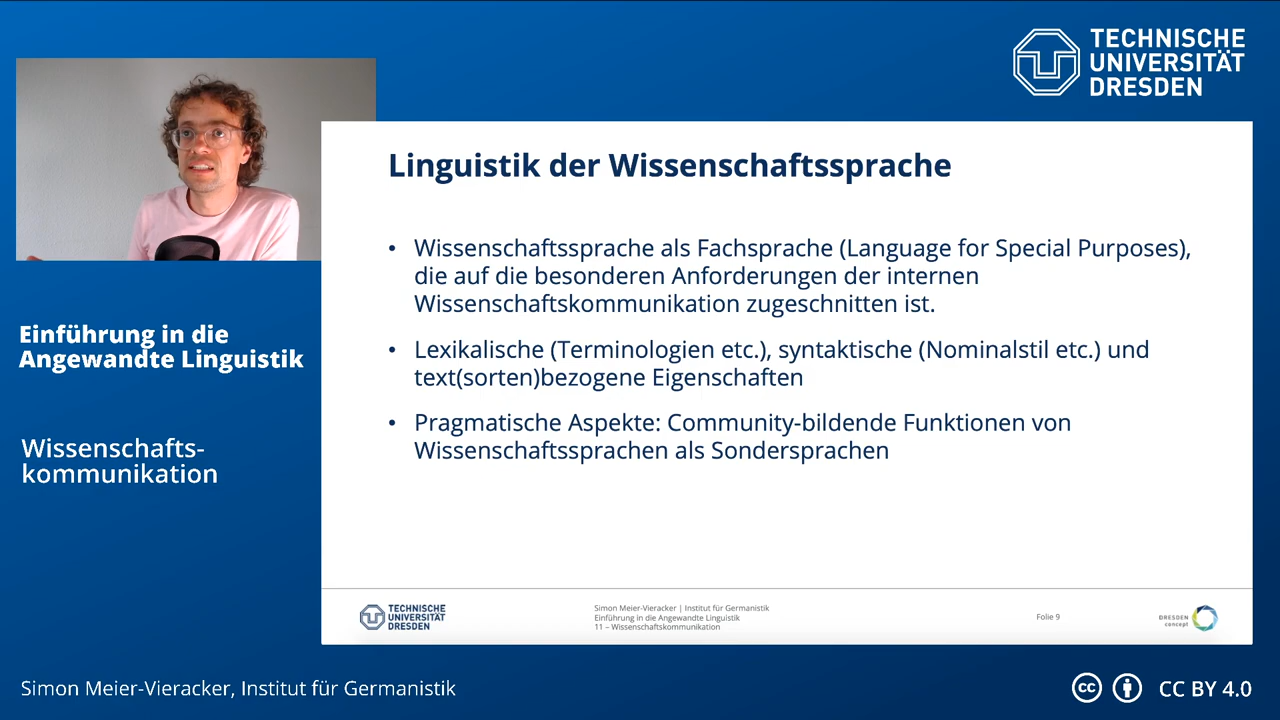 TECHNISCHE
UNIVERSITÄT
DRESDEN
Einführung in die
Angewandte Linguistik
Wissenschafts-
kommunikation
Linguistik der Wissenschaftssprache
• Wissenschaftssprache als Fachsprache (Language for Special Purposes),
die auf die besonderen Anforderungen der internen
Wissenschaftskommunikation zugeschnitten ist.
• Lexikalische (Terminologien etc.), syntaktische (Nominalstil etc.) und
text(sorten)bezogene Eigenschaften
• Pragmatische Aspekte: Community-bildende Funktionen von
Wissenschaftssprachen als Sondersprachen
TECHNISCHE
UNIVERSITÄT
DRESDEN
Simon Meier-Vieracker | Institut für Germanistik
Einführung in die Angewandte Linguistik
11 – Wissenschaftskommunikation
Folie 9
DRESDEN
concept
Simon Meier-Vieracker, Institut für Germanistik
cc CC BY 4.0